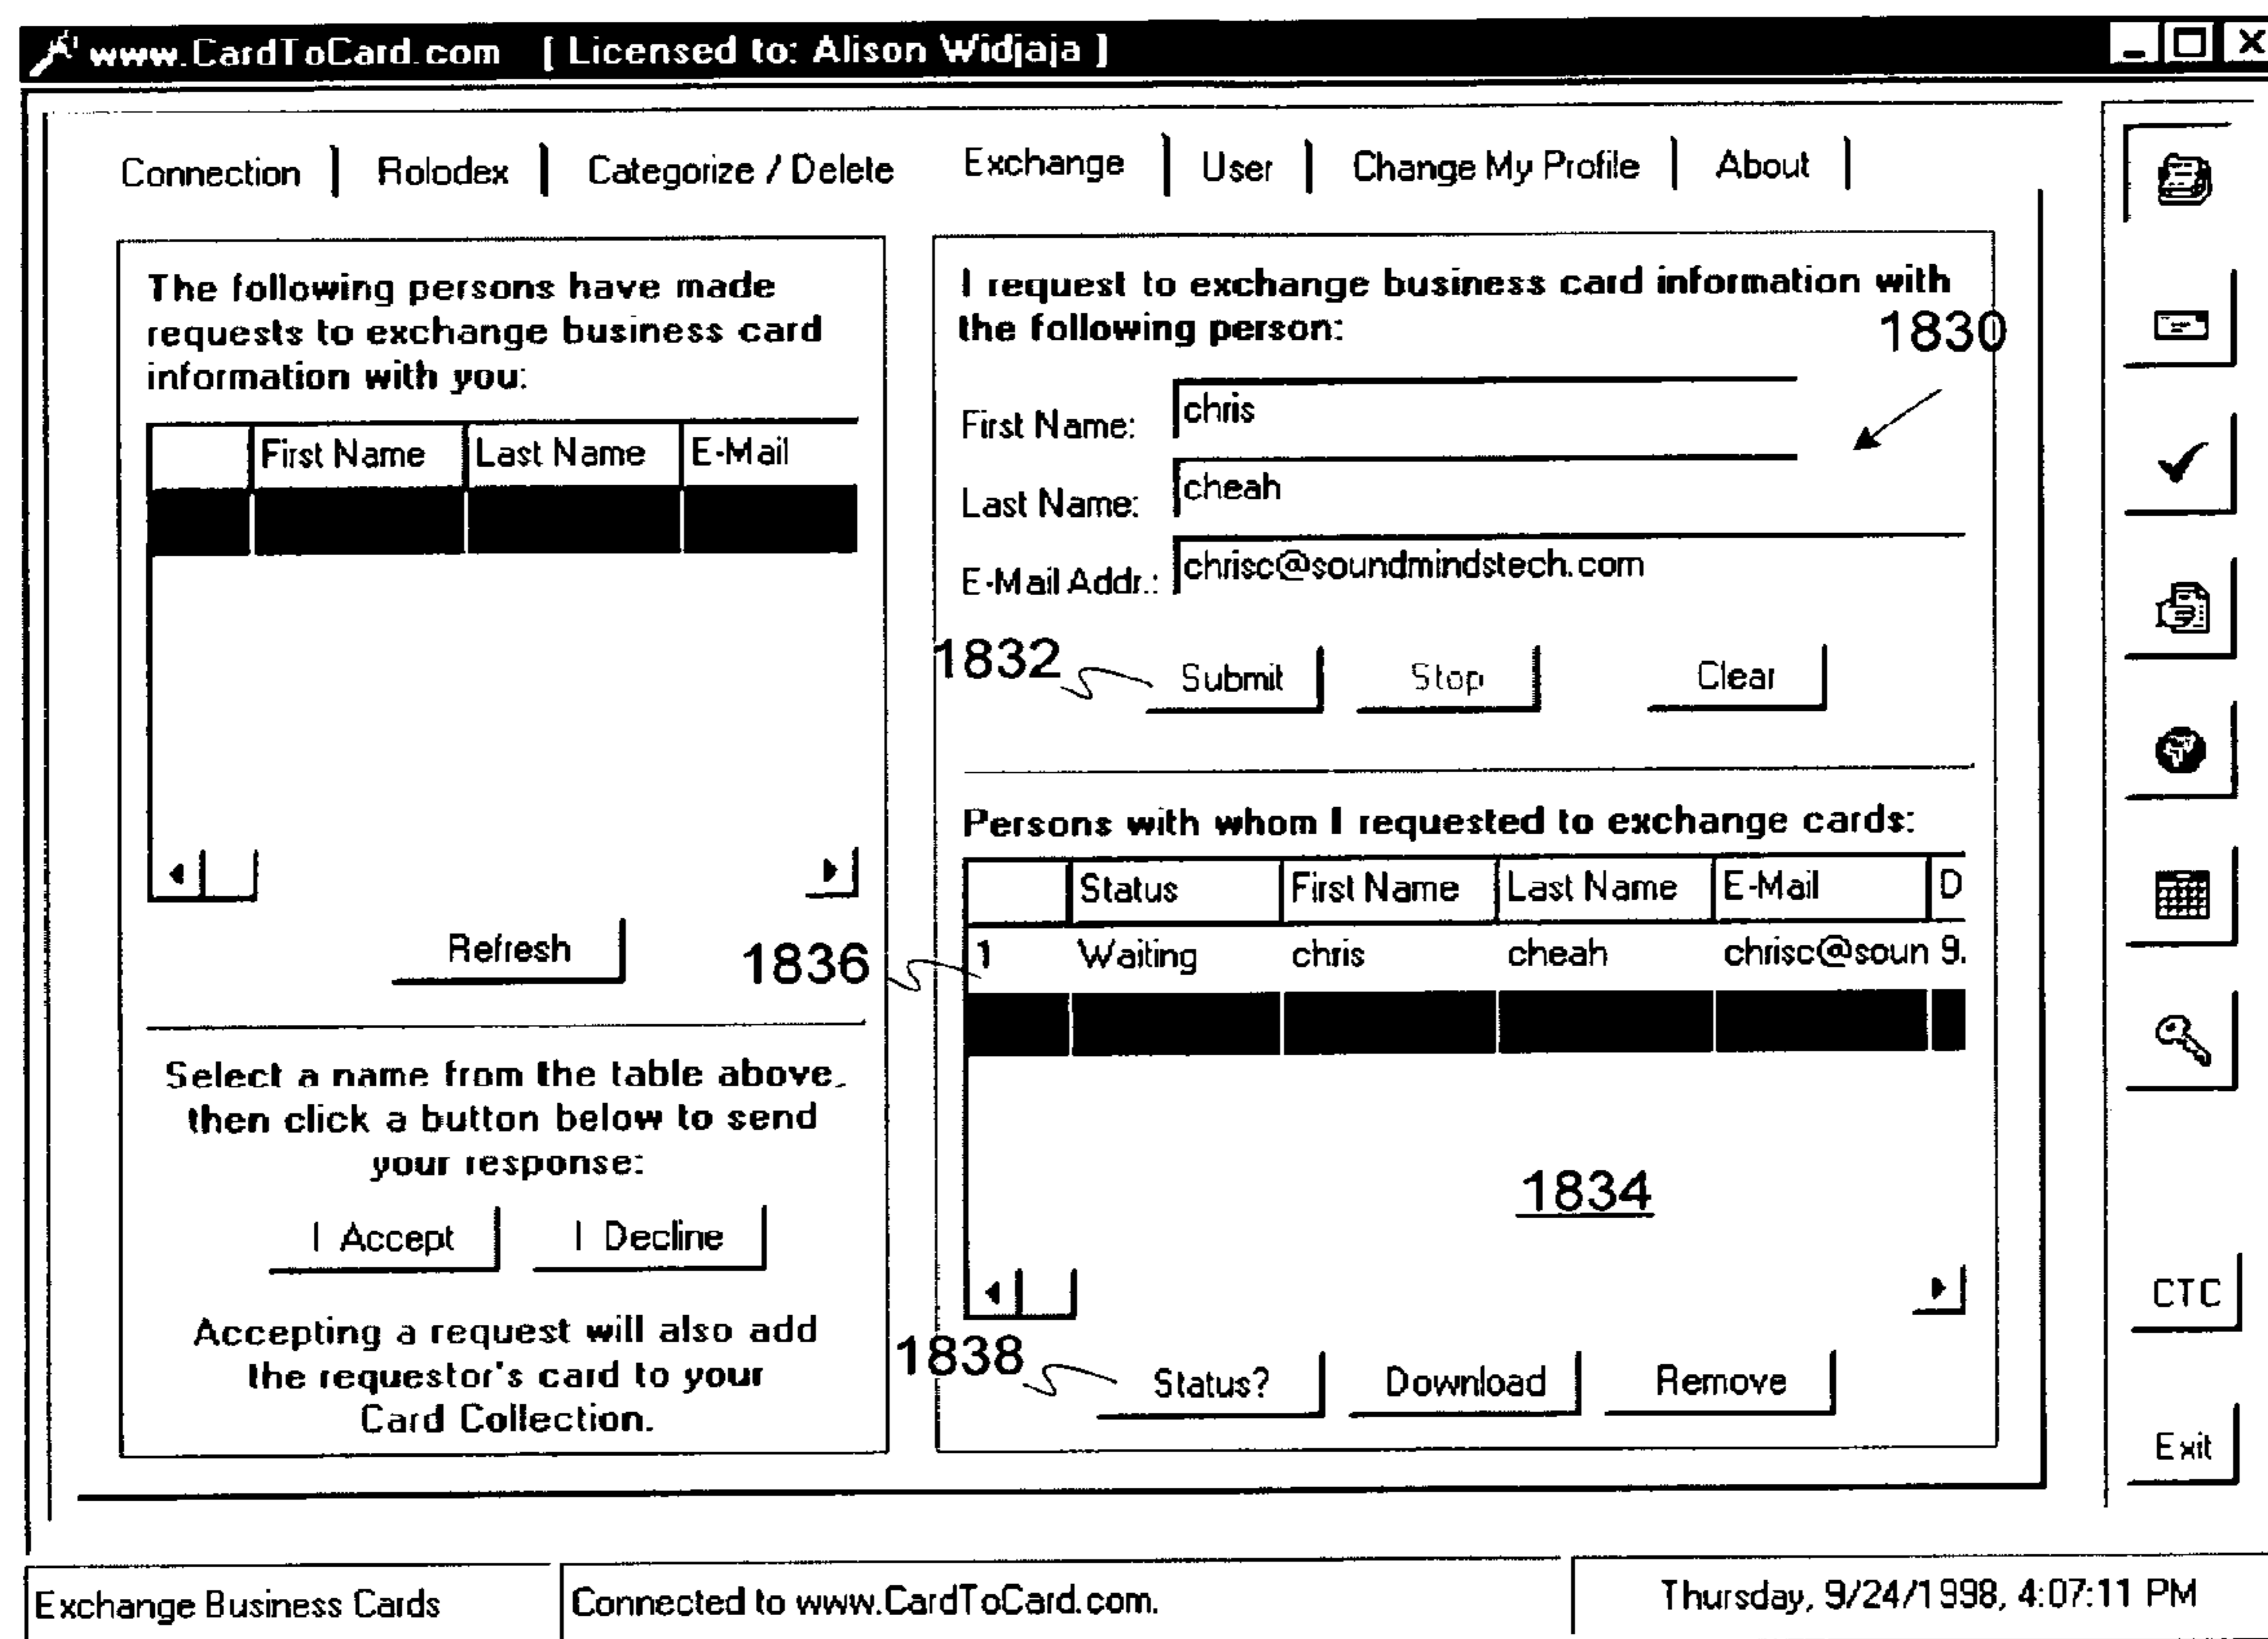 www.CardToCard.com [ Licensed to: Alison Widjaja ]
Connection Rolodex Categorize / Delete Exchange User Change My Profile About
The following persons have made
requests to exchange business card
information with you:
First Name Last Name E-Mail
Refresh
Select a name from the table above,
then click a button below to send
your response:
I Accept I Decline
Accepting a request will also add
the requestor's card to your
Card Collection.
I request to exchange business card information with
the following person:
1830
First Name: chris
Last Name: cheah
E-Mail Addr.: chrisc@soundmindstech.com
1832 Submit Stop Clear
Persons with whom I requested to exchange cards:
Status First Name Last Name E-Mail D
1836 1 Waiting chris cheah chrisc@soun 9.
1834
1838 Status? Download Remove
CTC
Exit
Exchange Business Cards Connected to www.CardToCard.com. Thursday, 9/24/1998, 4:07:11 PM